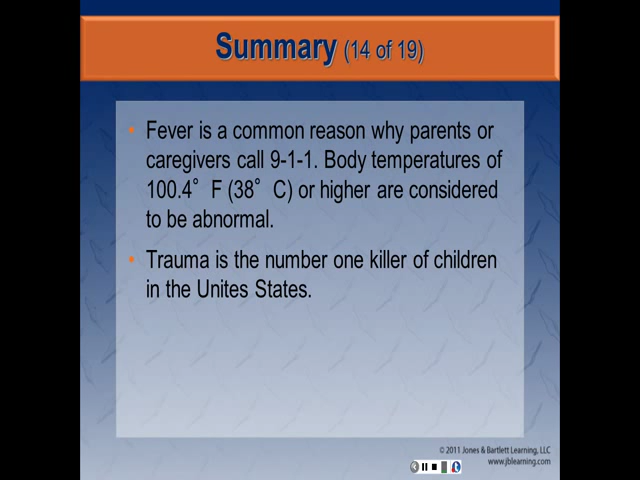 Summary (14 of 19)
• Fever is a common reason why parents or
caregivers call 9-1-1. Body temperatures of
100.4° F (38° C) or higher are considered
to be abnormal.
• Trauma is the number one killer of children
in the Unites States.
© 2011 Jones & Bartlett Learning, LLC
www.jblearning.com